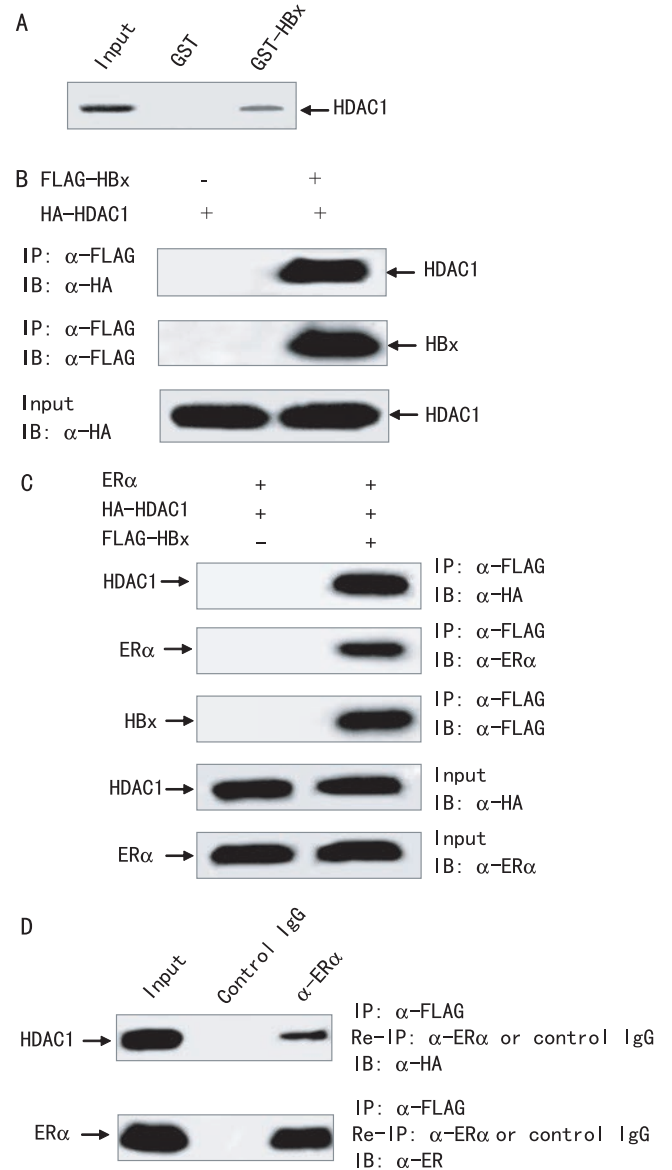 A
Input GST GST-HBx
HDAC1
B FLAG-HBx - +
HA-HDAC1 + +
IP: α-FLAG
IB: α-HA
HDAC1
IP: α-FLAG
IB: α-FLAG
HBx
Input
IB: α-HA
HDAC1
C ERα + +
HA-HDAC1 + +
FLAG-HBx − +
HDAC1
IP: α-FLAG
IB: α-HA
ERα
IP: α-FLAG
IB: α-ERα
HBx
IP: α-FLAG
IB: α-FLAG
HDAC1
Input
IB: α-HA
ERα
Input
IB: α-ERα
D
Input Control IgG α-ERα
HDAC1
IP: α-FLAG
Re-IP: α-ERα or control IgG
IB: α-HA
ERα
IP: α-FLAG
Re-IP: α-ERα or control IgG
IB: α-ER